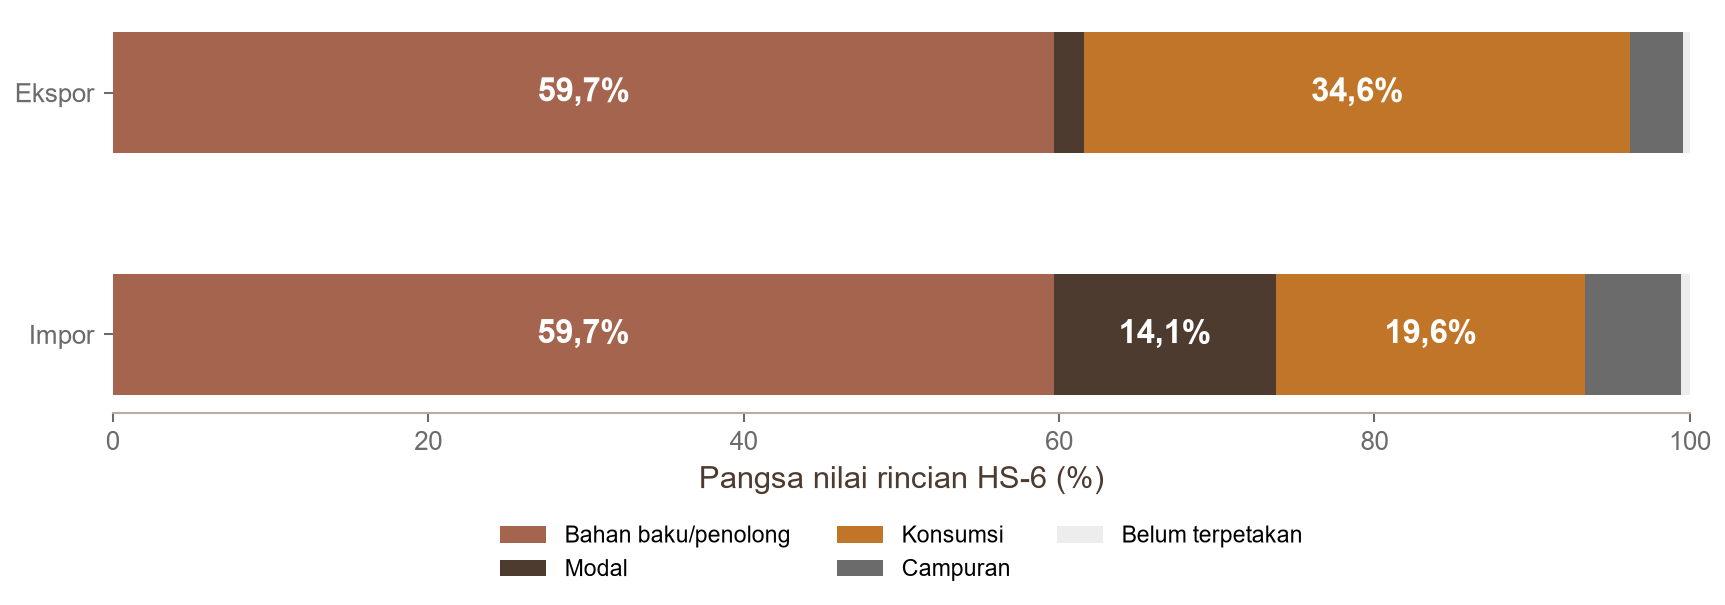 Ekspor
59,7%
34,6%
Impor
59,7%
14,1%
19,6%
0 20 40 60 80 100
Pangsa nilai rincian HS-6 (%)
Bahan baku/penolong Konsumsi Belum terpetakan
Modal Campuran